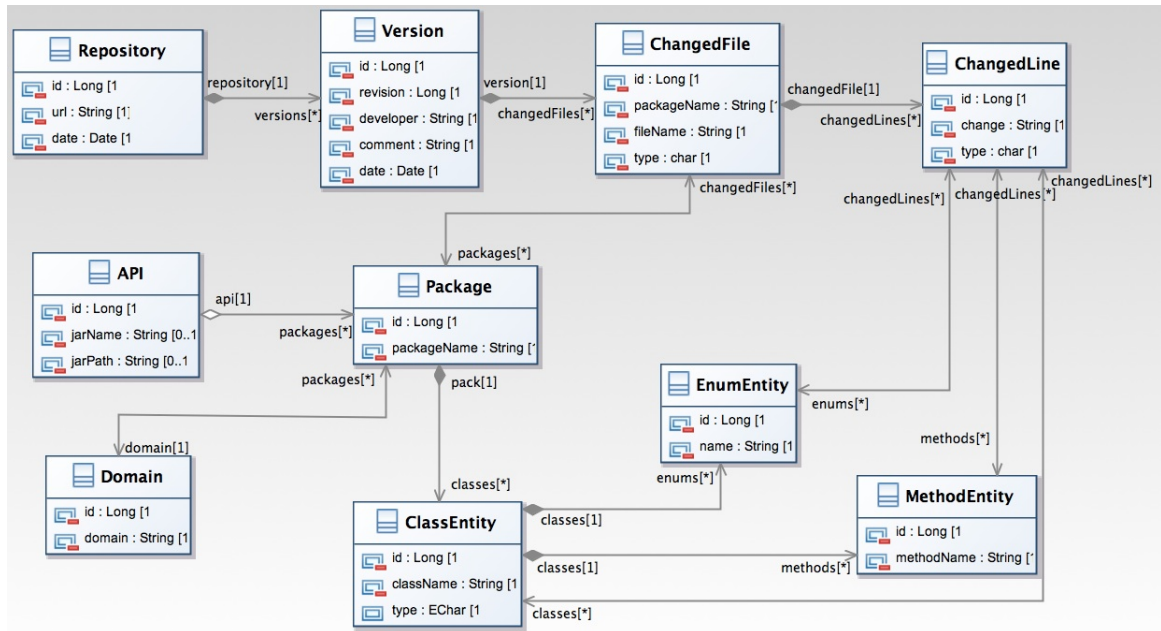 Repository
id : Long [1
url : String [1]
date : Date [1
repository[1]
versions[*]
Version
id : Long [1
revision : Long [1
developer : String [1
comment : String [1
date : Date [1
version[1]
changedFiles[*]
ChangedFile
id : Long [1
packageName : String [1
fileName : String [1
type : char [1
changedFile[1]
changedLines[*]
ChangedLine
id : Long [1
change : String [1
type : char [1
changedFiles[*]
changedLines[*]
changedLines[*]
changedLines[*]
packages[*]
API
id : Long [1
jarName : String [0..1
jarPath : String [0..1
api[1]
packages[*]
Package
id : Long [1
packageName : String [1
packages[*]
pack[1]
domain[1]
Domain
id : Long [1
domain : String [1
classes[*]
EnumEntity
id : Long [1
name : String [1
enums[*]
enums[*]
methods[*]
ClassEntity
id : Long [1
className : String [1
type : EChar [1
classes[1]
classes[1]
methods[*]
classes[*]
MethodEntity
id : Long [1
methodName : String [1